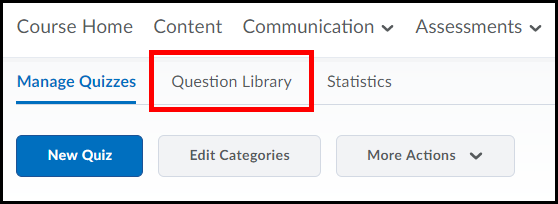 Course Home Content Communication Assessments
Manage Quizzes Question Library Statistics
New Quiz Edit Categories More Actions